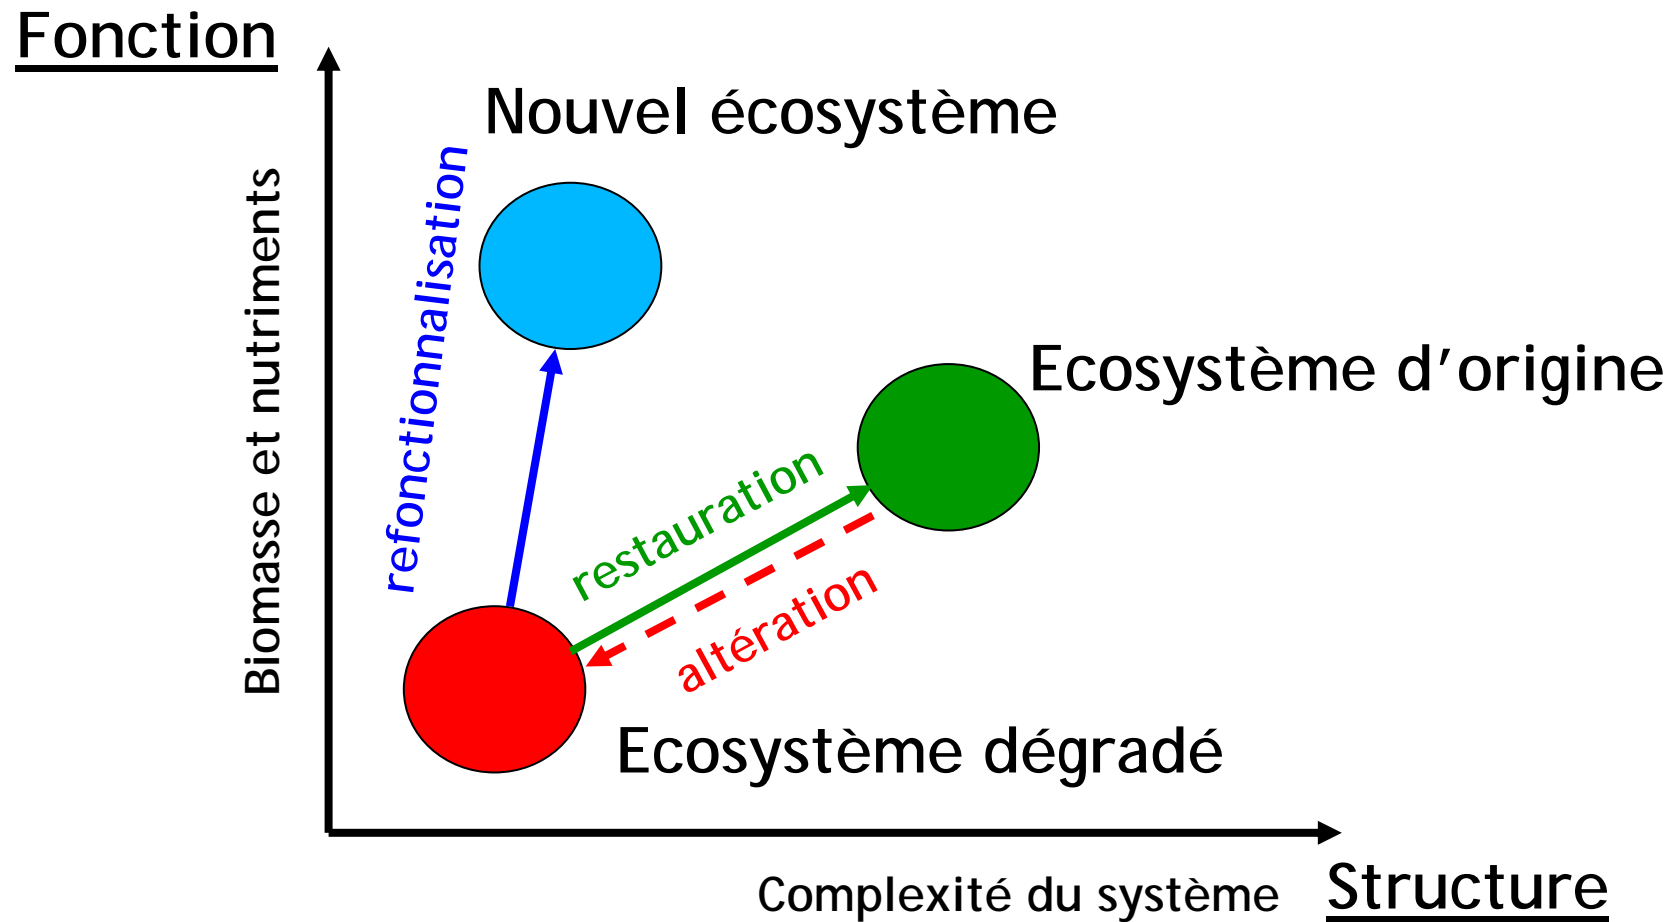 Fonction
Nouvel écosystème
refonctionnalisation
Biomasse et nutriments
Ecosystème d’origine
restauration
altération
Ecosystème dégradé
Complexité du système
Structure